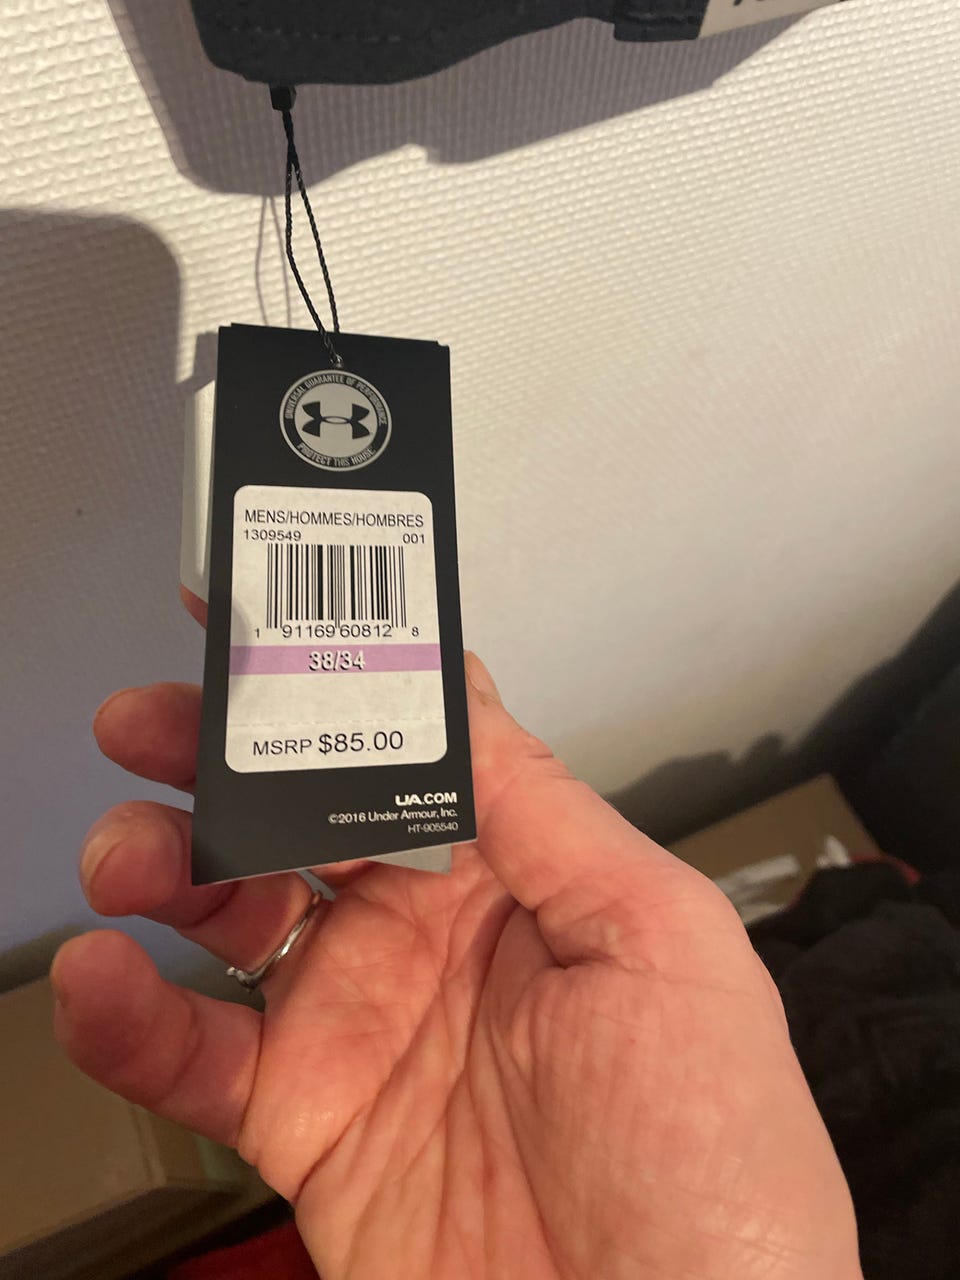 UNIVERSAL GUARANTEE OF PERFORMANCE
PROTECT THIS HOUSE
MENS/HOMMES/HOMBRES
1309549 001
1 91169 60812 8
38/34
MSRP $85.00
UA.COM
©2016 Under Armour, Inc.
HT-905540